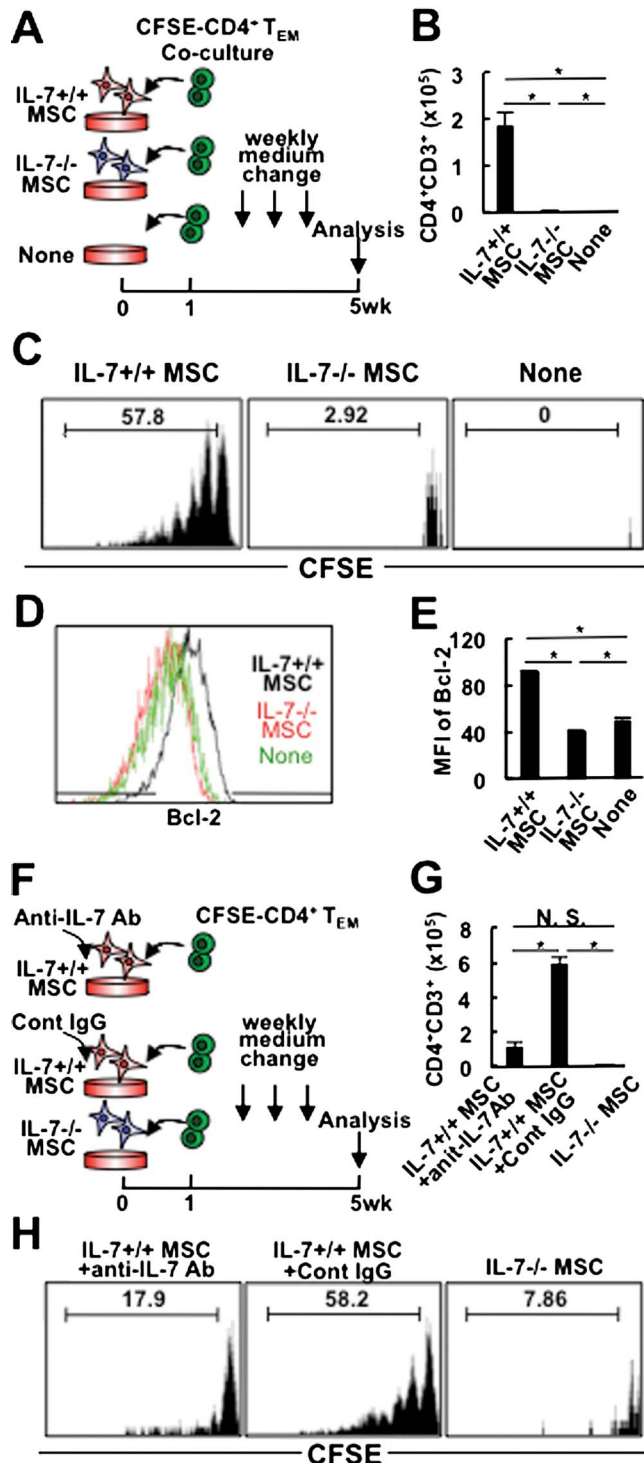 A
CFSE-CD4⁺ T_EM
Co-culture
IL-7+/+
MSC
IL-7-/-
MSC
weekly
medium
change
None
Analysis
0 1 5wk
B
CD4⁺CD3⁺ (x10⁵)
3
2
1
0
* * *
IL-7+/+
MSC
IL-7-/-
MSC
None
C
IL-7+/+ MSC IL-7-/- MSC None
57.8 2.92 0
CFSE
D
IL-7+/+
MSC
IL-7-/-
MSC
None
Bcl-2
E
MFI of Bcl-2
120
80
40
0
* * *
IL-7+/+
MSC
IL-7-/-
MSC
None
F
Anti-IL-7 Ab
CFSE-CD4⁺ T_EM
IL-7+/+
MSC
Cont IgG
IL-7+/+
MSC
weekly
medium
change
IL-7-/-
MSC
Analysis
0 1 5wk
G
CD4⁺CD3⁺ (x10⁵)
8
6
4
2
0
N. S.
* *
IL-7+/+ MSC
+anit-IL-7Ab
IL-7+/+ MSC
+Cont IgG
IL-7-/- MSC
H
IL-7+/+ MSC
+anti-IL-7 Ab
IL-7+/+ MSC
+Cont IgG
IL-7-/- MSC
17.9 58.2 7.86
CFSE